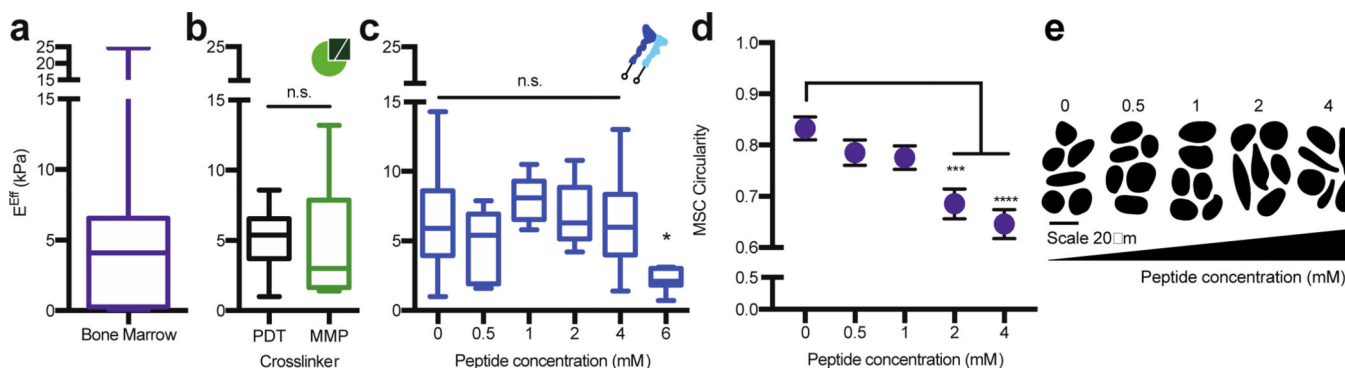 a
E^Eff (kPa)
25
20
15
15
10
5
0
Bone Marrow
b
25
15
10
5
0
n.s.
PDT MMP
Crosslinker
c
25
15
10
5
0
n.s.
*
0 0.5 1 2 4 6
Peptide concentration (mM)
d
MSC Circularity
1.0
0.9
0.8
0.7
0.6
0.5
0.0
***
****
0 0.5 1 2 4
Peptide concentration (mM)
e
0 0.5 1 2 4
Scale 20□m
Peptide concentration (mM)